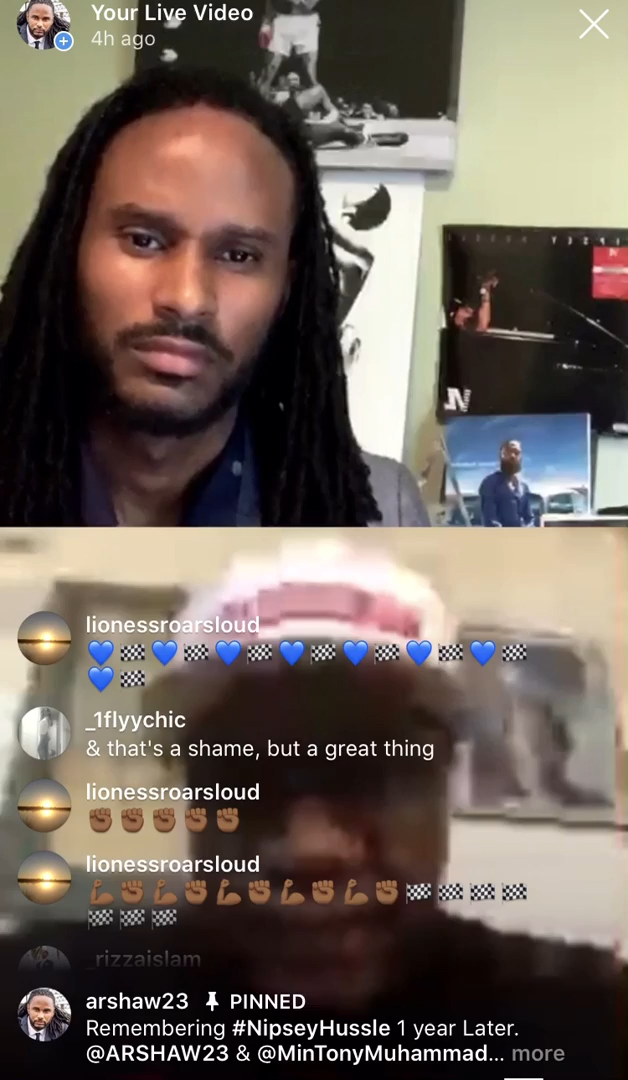 Your Live Video
4h ago
lionessroarsloud
💙🏁💙🏁💙🏁💙🏁💙🏁💙🏁💙🏁
💙🏁
_1flyychic
& that's a shame, but a great thing
lionessroarsloud
✊🏾✊🏾✊🏾✊🏾✊🏾
lionessroarsloud
💪🏾✊🏾💪🏾✊🏾💪🏾✊🏾💪🏾✊🏾💪🏾✊🏾🏁🏁🏁🏁
🏁🏁🏁
_rizzaislam
arshaw23 📌 PINNED
Remembering #NipseyHussle 1 year Later.
@ARSHAW23 & @MinTonyMuhammad... more